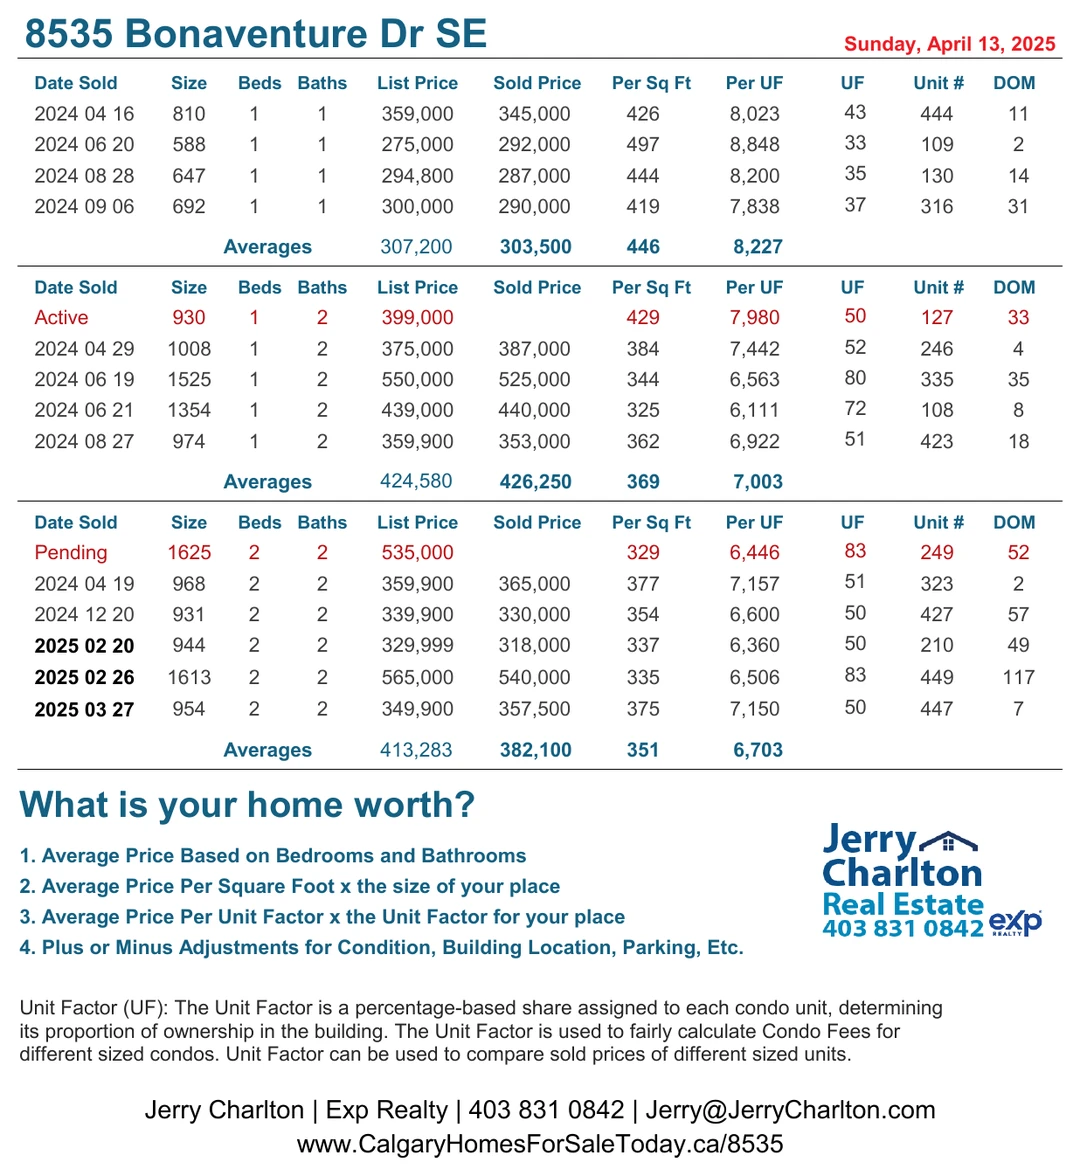 8535 Bonaventure Dr SE
Sunday, April 13, 2025
Date Sold Size Beds Baths List Price Sold Price Per Sq Ft Per UF UF Unit # DOM
2024 04 16 810 1 1 359,000 345,000 426 8,023 43 444 11
2024 06 20 588 1 1 275,000 292,000 497 8,848 33 109 2
2024 08 28 647 1 1 294,800 287,000 444 8,200 35 130 14
2024 09 06 692 1 1 300,000 290,000 419 7,838 37 316 31
Averages 307,200 303,500 446 8,227
Date Sold Size Beds Baths List Price Sold Price Per Sq Ft Per UF UF Unit # DOM
Active 930 1 2 399,000 429 7,980 50 127 33
2024 04 29 1008 1 2 375,000 387,000 384 7,442 52 246 4
2024 06 19 1525 1 2 550,000 525,000 344 6,563 80 335 35
2024 06 21 1354 1 2 439,000 440,000 325 6,111 72 108 8
2024 08 27 974 1 2 359,900 353,000 362 6,922 51 423 18
Averages 424,580 426,250 369 7,003
Date Sold Size Beds Baths List Price Sold Price Per Sq Ft Per UF UF Unit # DOM
Pending 1625 2 2 535,000 329 6,446 83 249 52
2024 04 19 968 2 2 359,900 365,000 377 7,157 51 323 2
2024 12 20 931 2 2 339,900 330,000 354 6,600 50 427 57
2025 02 20 944 2 2 329,999 318,000 337 6,360 50 210 49
2025 02 26 1613 2 2 565,000 540,000 335 6,506 83 449 117
2025 03 27 954 2 2 349,900 357,500 375 7,150 50 447 7
Averages 413,283 382,100 351 6,703
What is your home worth?
1. Average Price Based on Bedrooms and Bathrooms
2. Average Price Per Square Foot x the size of your place
3. Average Price Per Unit Factor x the Unit Factor for your place
4. Plus or Minus Adjustments for Condition, Building Location, Parking, Etc.
Jerry
Charlton
Real Estate
403 831 0842
exp
REALTY
Unit Factor (UF): The Unit Factor is a percentage-based share assigned to each condo unit, determining
its proportion of ownership in the building. The Unit Factor is used to fairly calculate Condo Fees for
different sized condos. Unit Factor can be used to compare sold prices of different sized units.
Jerry Charlton | Exp Realty | 403 831 0842 | Jerry@JerryCharlton.com
www.CalgaryHomesForSaleToday.ca/8535